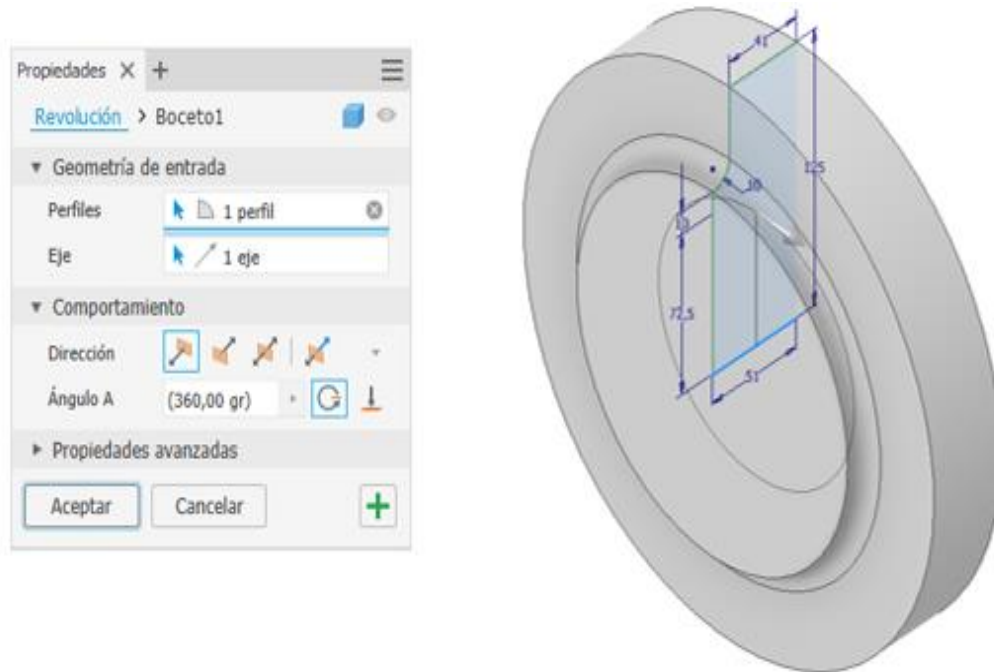 Propiedades × +
Revolución > Boceto1
Geometría de entrada
Perfiles 1 perfil
Eje 1 eje
Comportamiento
Dirección
Ángulo A (360,00 gr)
Propiedades avanzadas
Aceptar Cancelar +
41
125
10
10
72,5
51